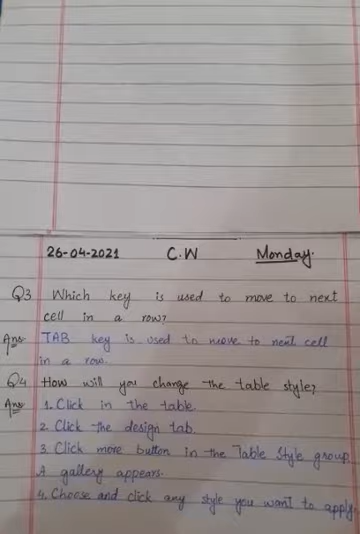 26-04-2021 C.W Monday.
Q3 Which key is used to move to next
cell in a row?
Ans TAB key is used to move to next cell
in a row.
Q4 How will you change the table style?
Ans 1. Click in the table.
2. Click the design tab.
3. Click more button in the Table Style group
A gallery appears.
4. Choose and click any style you want to apply.